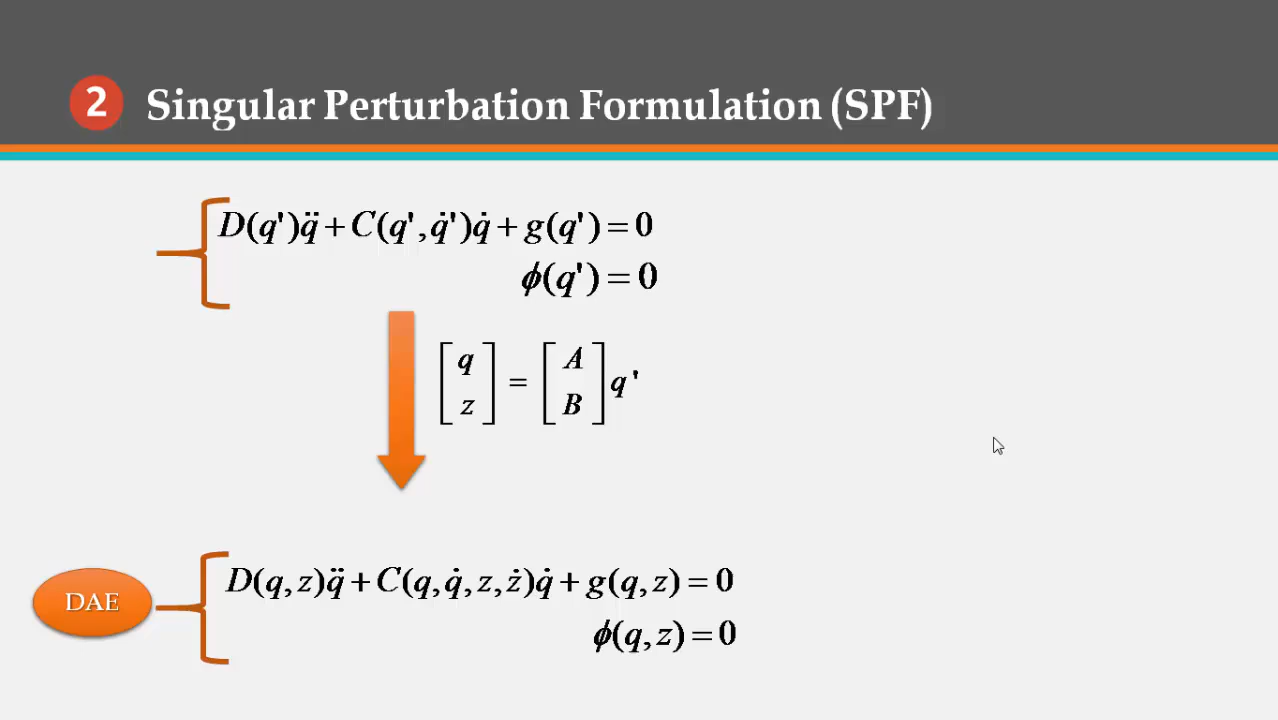 2 Singular Perturbation Formulation (SPF)
D(q')q̈ + C(q', q̇')q̇ + g(q') = 0
ϕ(q') = 0
[q z] = [A B] q'
DAE
D(q, z)q̈ + C(q, q̇, z, ż)q̇ + g(q, z) = 0
ϕ(q, z) = 0